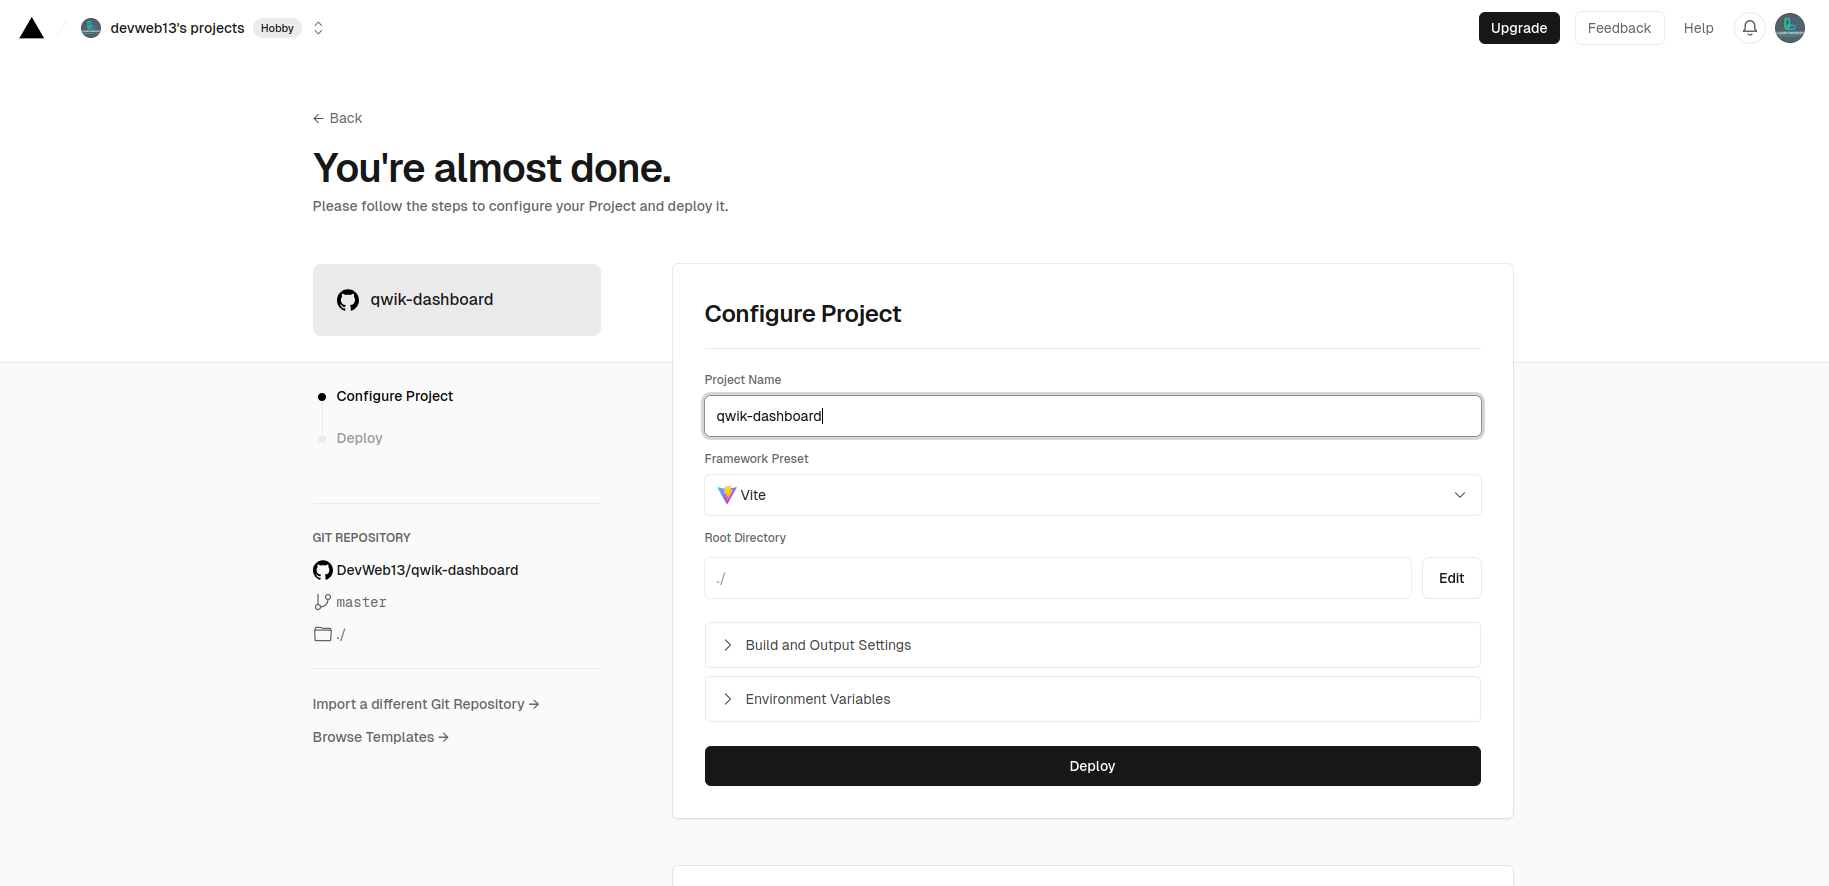 devweb13's projects Hobby
Upgrade Feedback Help
← Back
You're almost done.
Please follow the steps to configure your Project and deploy it.
qwik-dashboard
Configure Project
Deploy
GIT REPOSITORY
DevWeb13/qwik-dashboard
master
./
Import a different Git Repository →
Browse Templates →
Configure Project
Project Name
qwik-dashboard
Framework Preset
Vite
Root Directory
./ Edit
Build and Output Settings
Environment Variables
Deploy